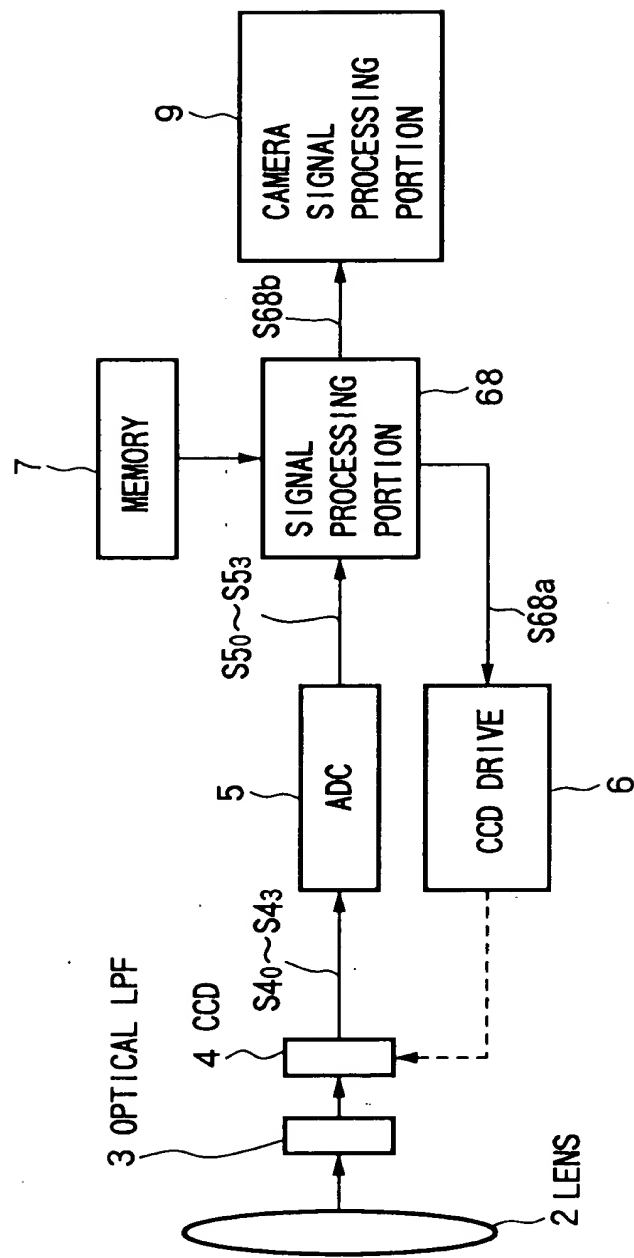 2 LENS
3 OPTICAL LPF
4 CCD
S40～S43
5
ADC
S50～S53
7
MEMORY
SIGNAL
PROCESSING
PORTION
68
S68b
9
CAMERA
SIGNAL
PROCESSING
PORTION
S68a
CCD DRIVE
6